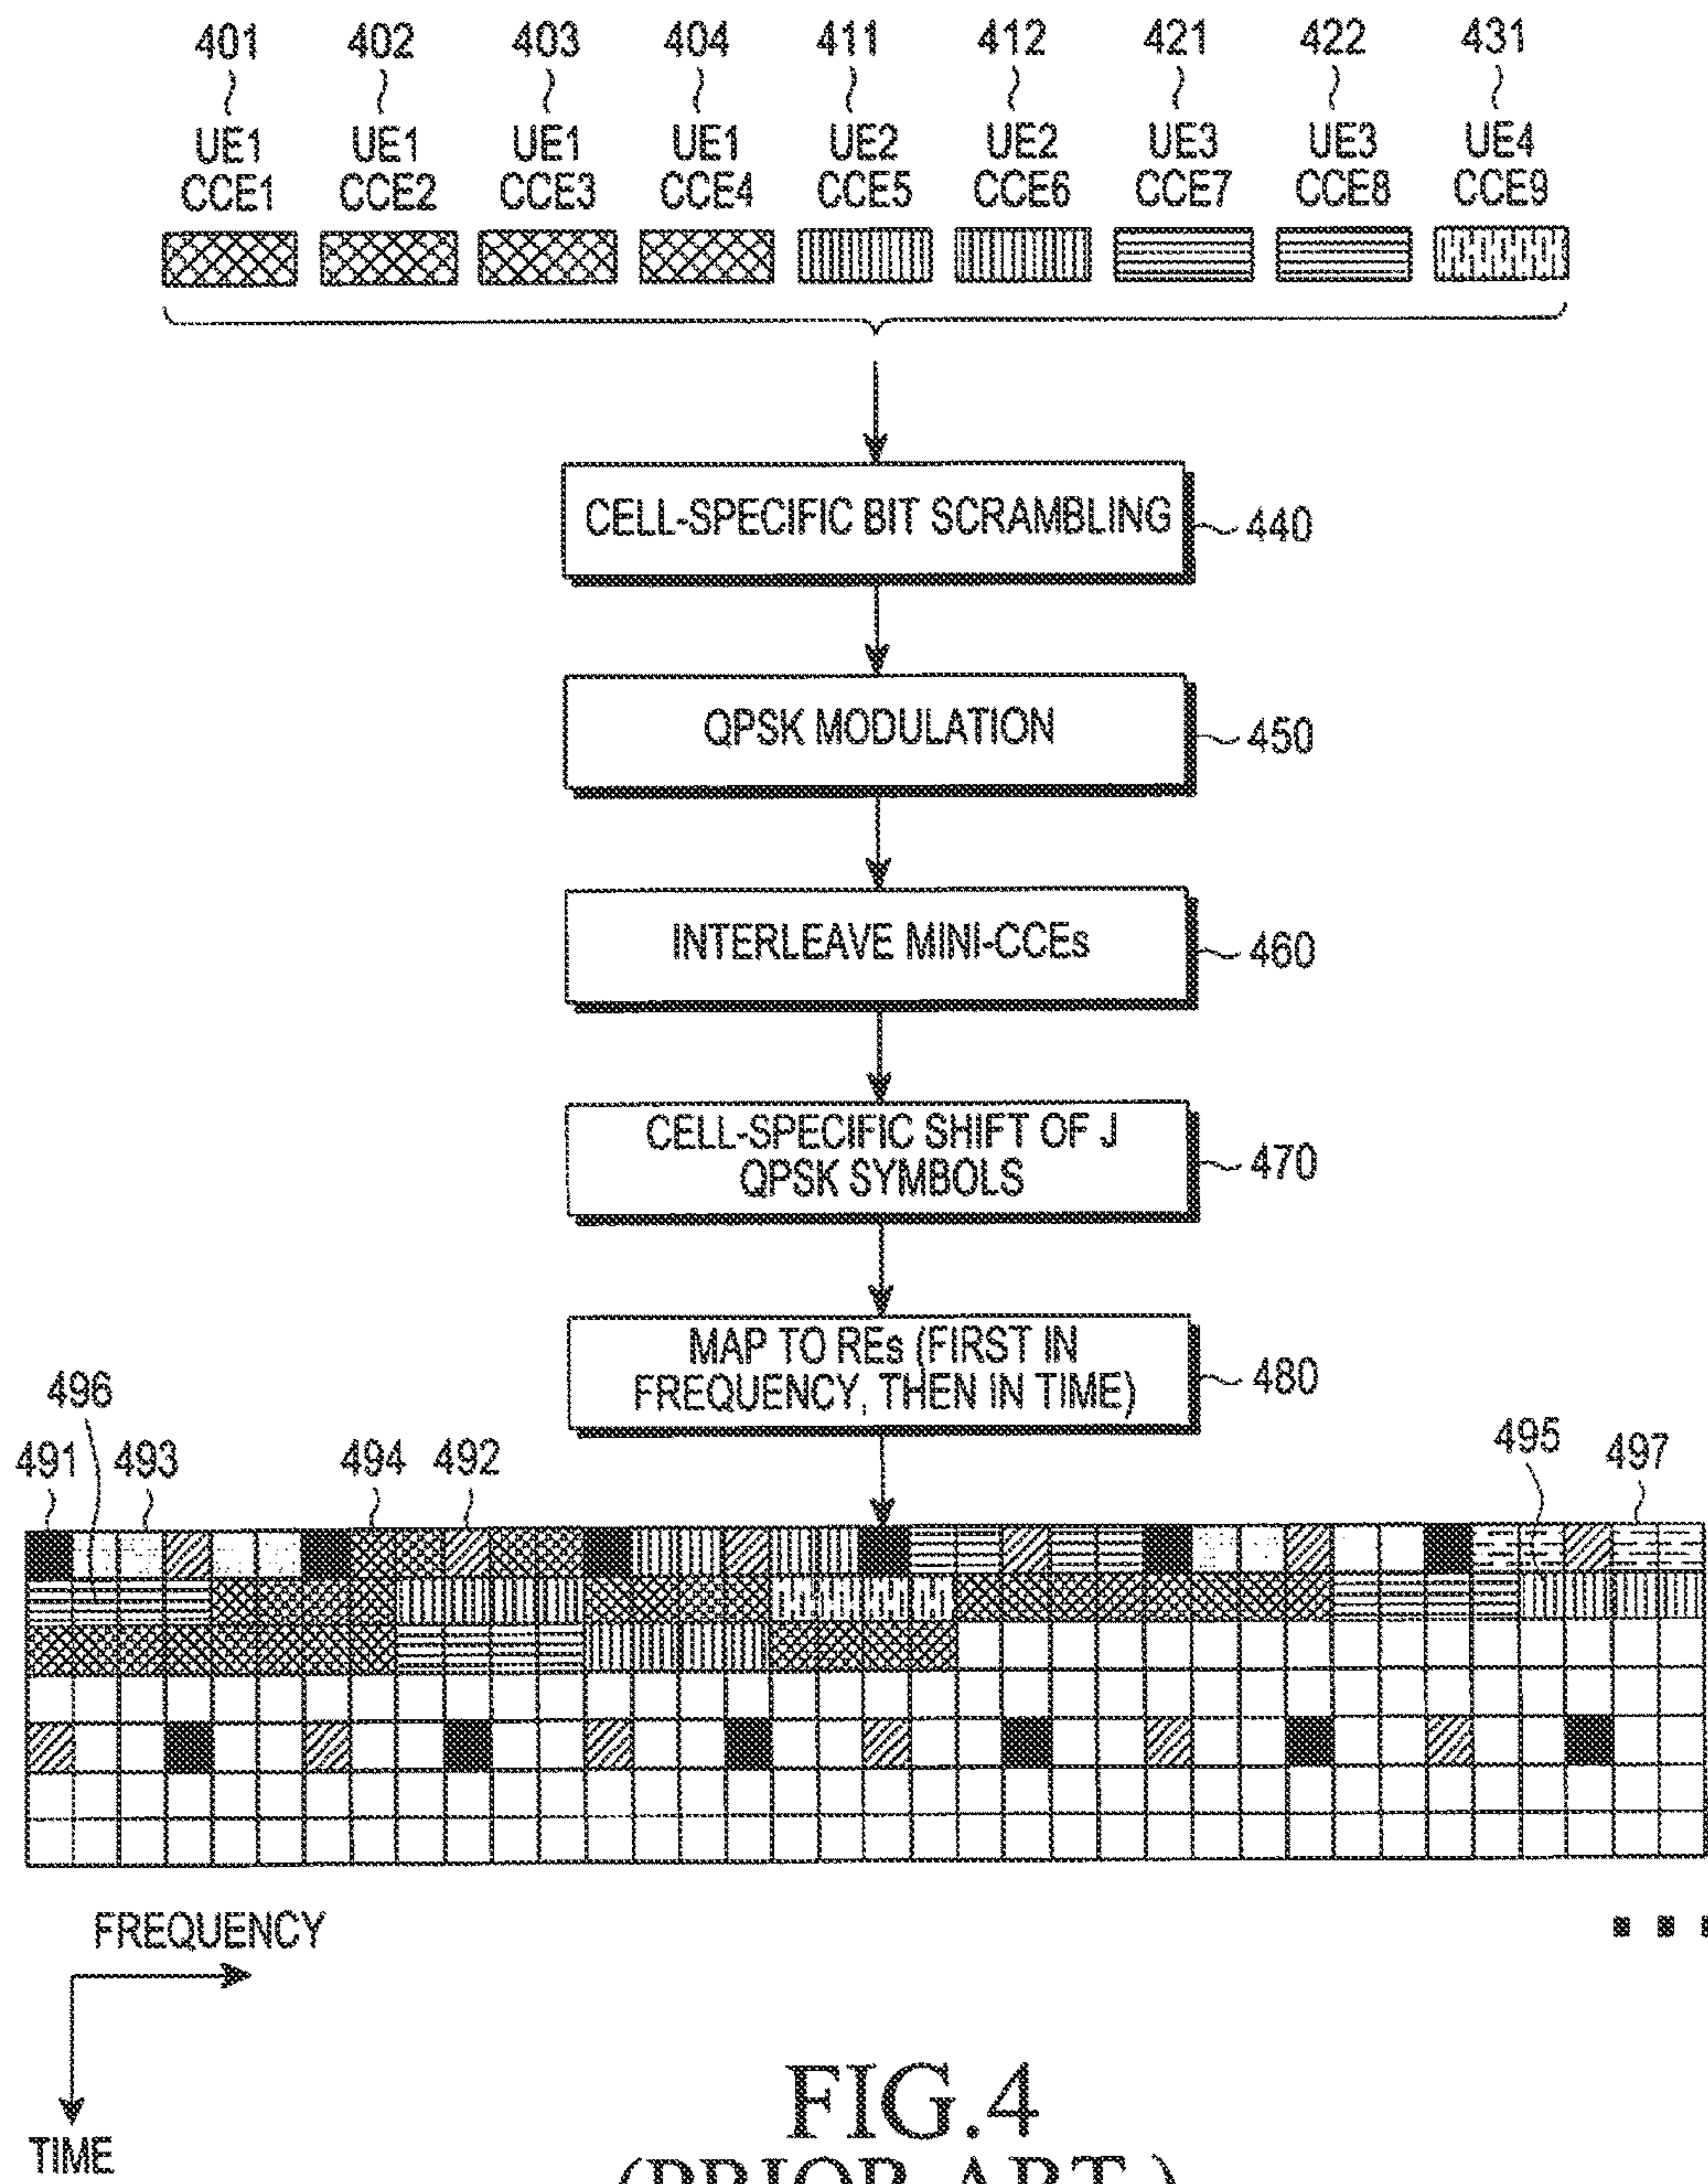 401 402 403 404 411 412 421 422 431
UE1 UE1 UE1 UE1 UE2 UE2 UE3 UE3 UE4
CCE1 CCE2 CCE3 CCE4 CCE5 CCE6 CCE7 CCE8 CCE9
CELL-SPECIFIC BIT SCRAMBLING
440
QPSK MODULATION
450
INTERLEAVE MINI-CCEs
460
CELL-SPECIFIC SHIFT OF J
QPSK SYMBOLS
470
MAP TO REs (FIRST IN
FREQUENCY, THEN IN TIME)
480
496
491 493 494 492 495 497
FREQUENCY
TIME
FIG.4
(PRIOR ART )